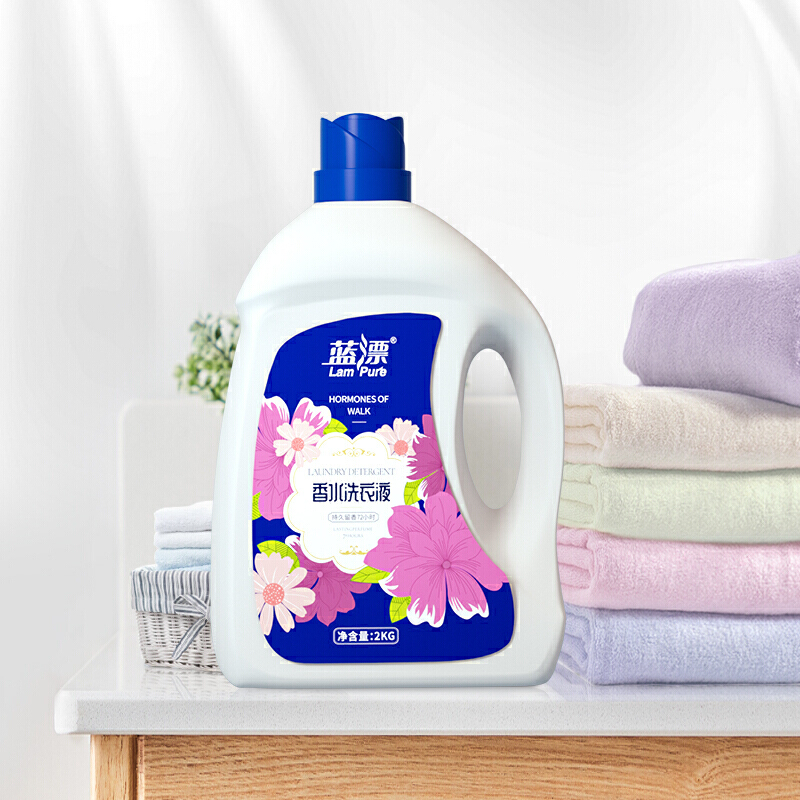 蓝漂®
Lam Pure
HORMONES OF
WALK
LAUNDRY DETERGENT
香水洗衣液
持久留香72小时
净含量:2KG